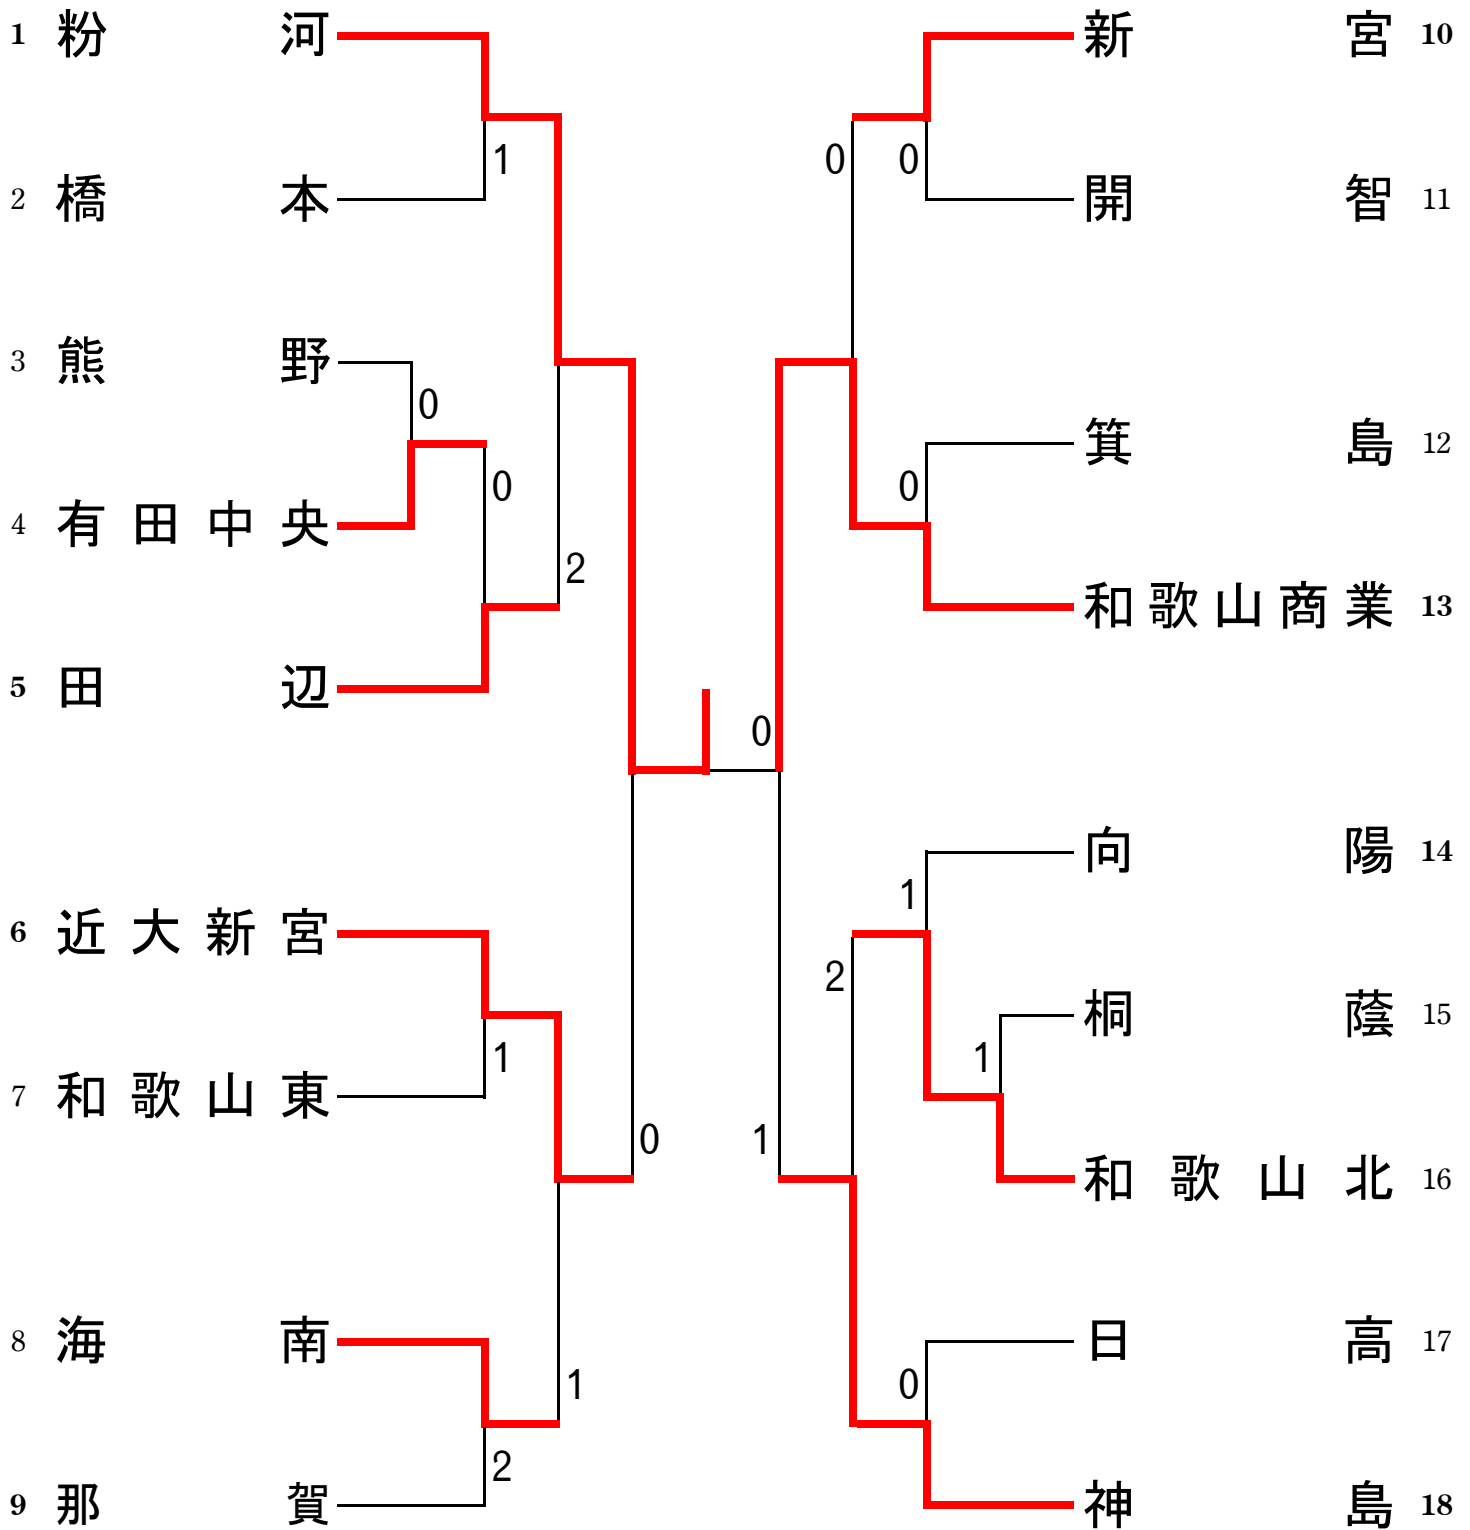 1 粉河
2 橋本
3 熊野
4 有田中央
5 田辺
6 近大新宮
7 和歌山東
8 海南
9 那賀
1
0
0
2
1
0
1
2
0
0
0
0
1
2
1
1
0
新宮 10
開智 11
箕島 12
和歌山商業 13
向陽 14
桐蔭 15
和歌山北 16
日高 17
神島 18